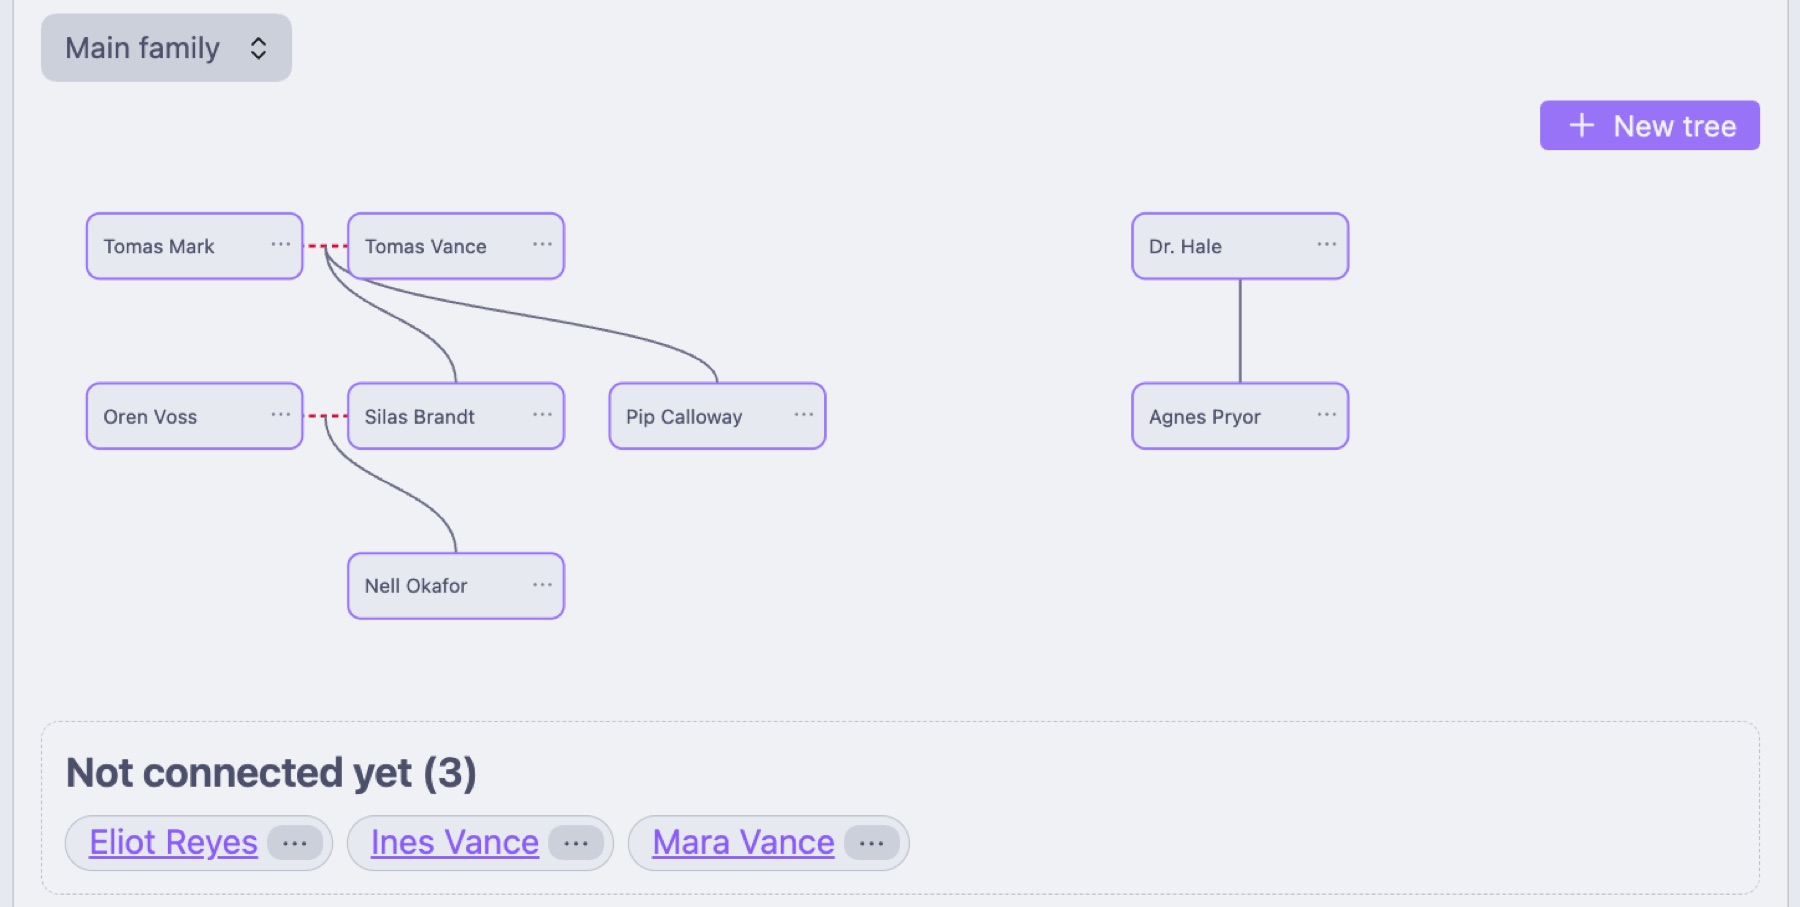 Main family
+ New tree
Tomas Mark ...
Tomas Vance ...
Dr. Hale ...
Oren Voss ...
Silas Brandt ...
Pip Calloway ...
Agnes Pryor ...
Nell Okafor ...
Not connected yet (3)
Eliot Reyes ... Ines Vance ... Mara Vance ...